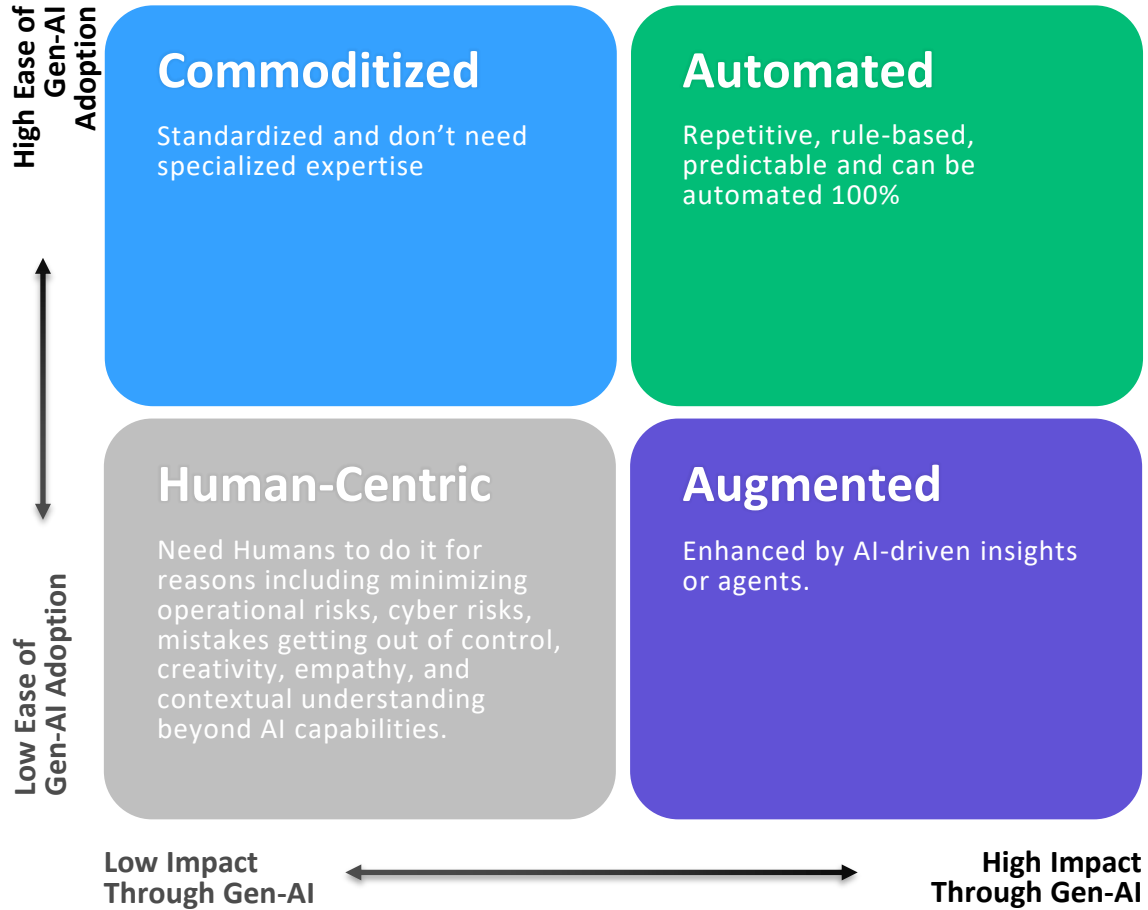 High Ease of
Gen-AI
Adoption
Commoditized
Standardized and don’t need
specialized expertise
Automated
Repetitive, rule-based,
predictable and can be
automated 100%
Low Ease of
Gen-AI Adoption
Human-Centric
Need Humans to do it for
reasons including minimizing
operational risks, cyber risks,
mistakes getting out of control,
creativity, empathy, and
contextual understanding
beyond AI capabilities.
Augmented
Enhanced by AI-driven insights
or agents.
Low Impact
Through Gen-AI
High Impact
Through Gen-AI